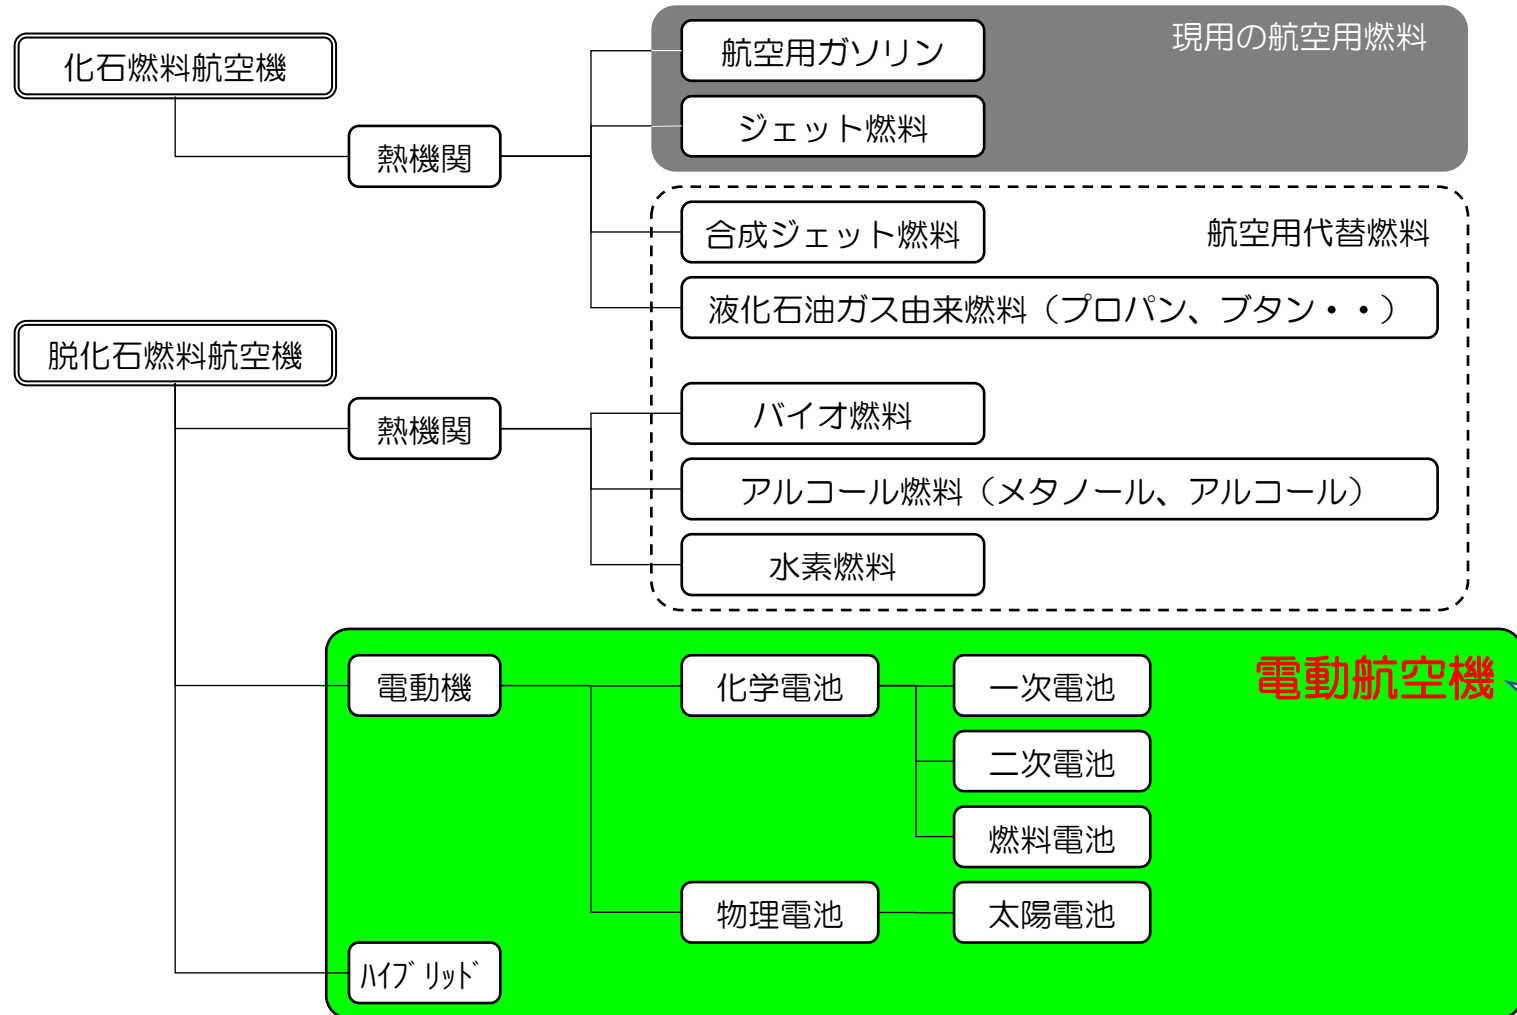 現用の航空用燃料
化石燃料航空機
航空用ガソリン
ジェット燃料
熱機関
合成ジェット燃料
航空用代替燃料
液化石油ガス由来燃料（プロパン、ブタン・・）
脱化石燃料航空機
熱機関
バイオ燃料
アルコール燃料（メタノール、アルコール）
水素燃料
電動航空機
電動機
化学電池
一次電池
二次電池
燃料電池
物理電池
太陽電池
ﾊｲﾌﾞﾘｯﾄﾞ